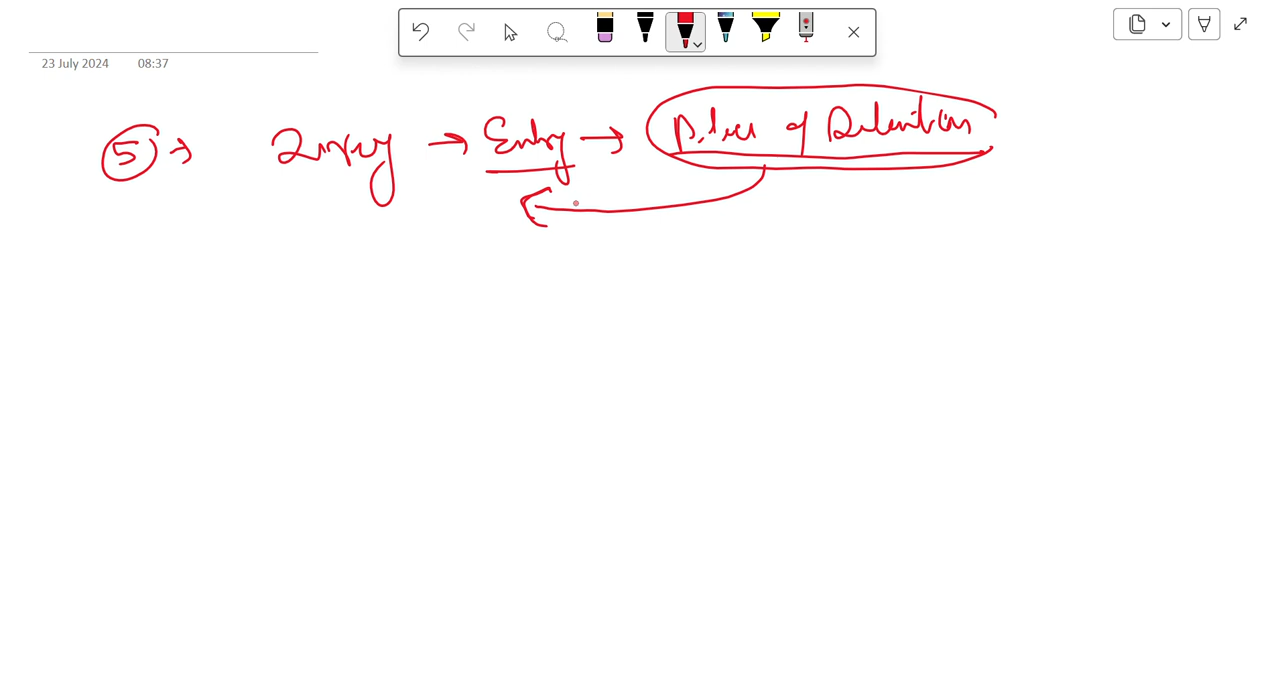 23 July 2024 08:37
5 → Inquiry → Entry → Place of Detention